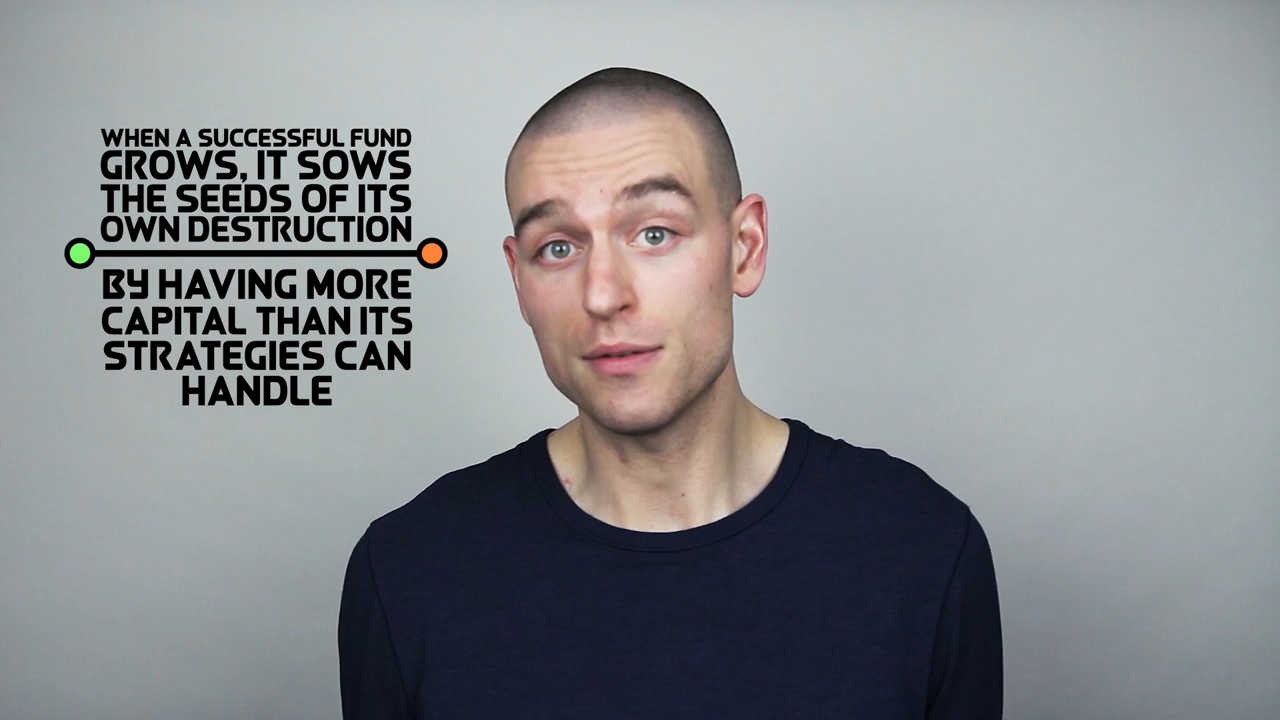 WHEN A SUCCESSFUL FUND
GROWS, IT SOWS
THE SEEDS OF ITS
OWN DESTRUCTION
BY HAVING MORE
CAPITAL THAN ITS
STRATEGIES CAN
HANDLE